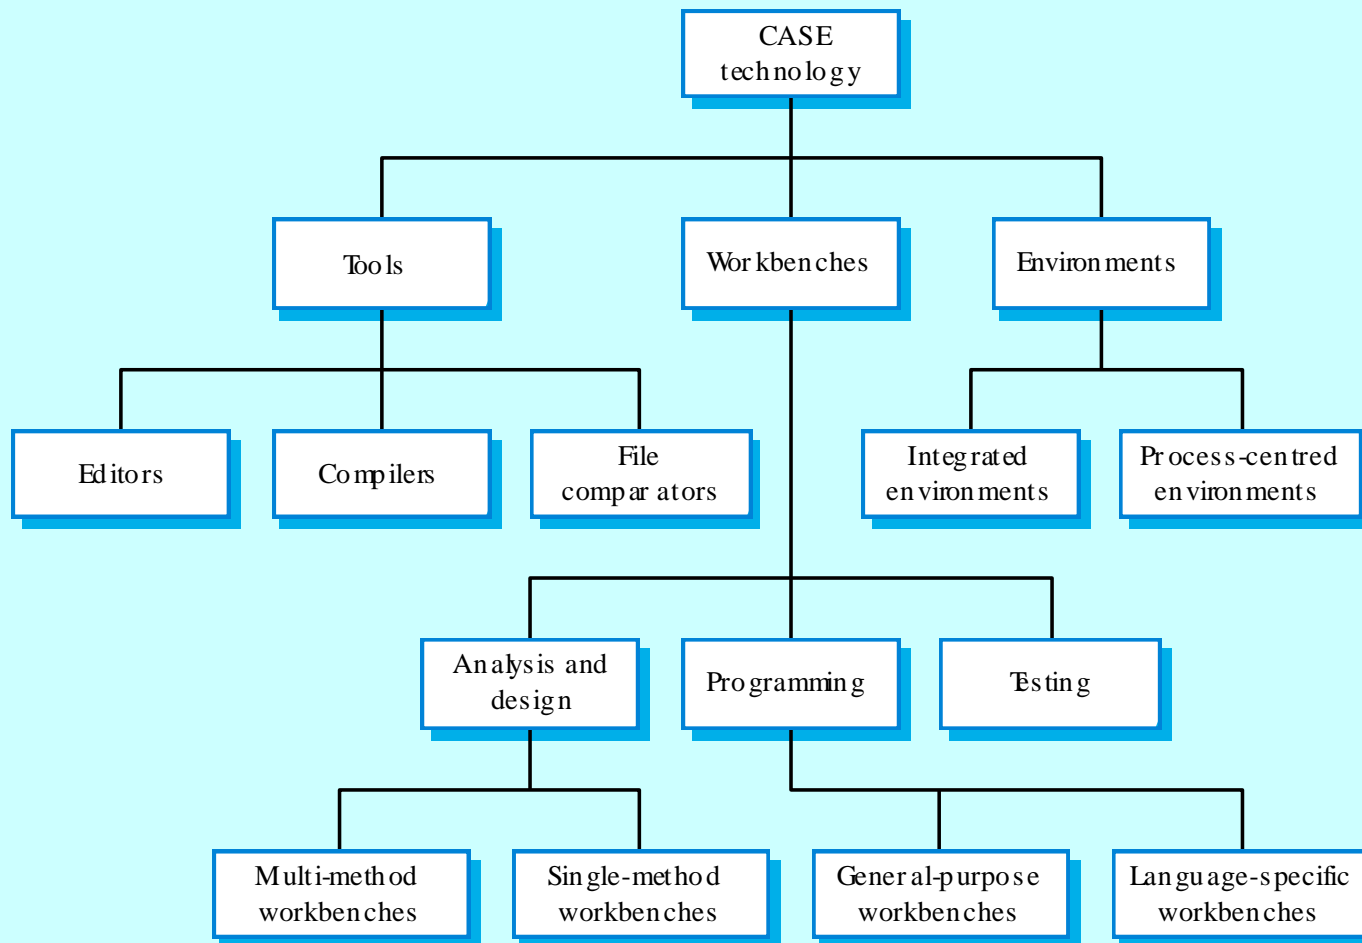 CASE
technology
Tools
Workbenches
Environments
Editors
Compilers
File
comparators
Integrated
environments
Process-centred
environments
Analysis and
design
Programming
Testing
Multi-method
workbenches
Single-method
workbenches
General-purpose
workbenches
Language-specific
workbenches